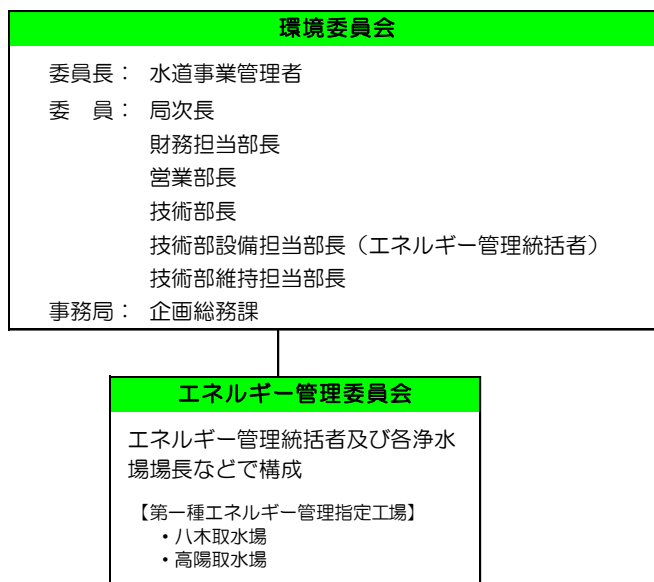 環境委員会
委員長： 水道事業管理者
委　員： 局次長
財務担当部長
営業部長
技術部長
技術部設備担当部長（エネルギー管理統括者）
技術部維持担当部長
事務局： 企画総務課
エネルギー管理委員会
エネルギー管理統括者及び各浄水
場場長などで構成
【第一種エネルギー管理指定工場】
・八木取水場
・高陽取水場